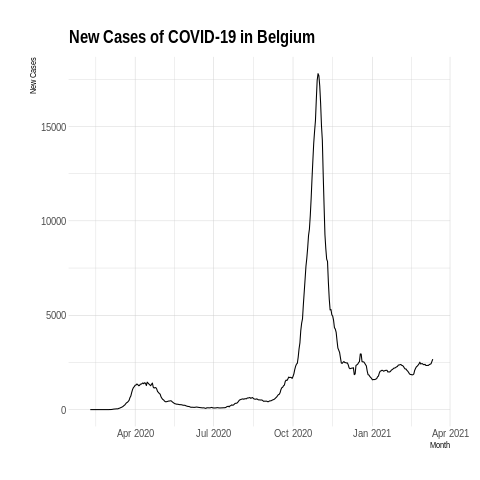 New Cases of COVID-19 in Belgium
New Cases
15000
10000
5000
0
Apr 2020 Jul 2020 Oct 2020 Jan 2021 Apr 2021
Month